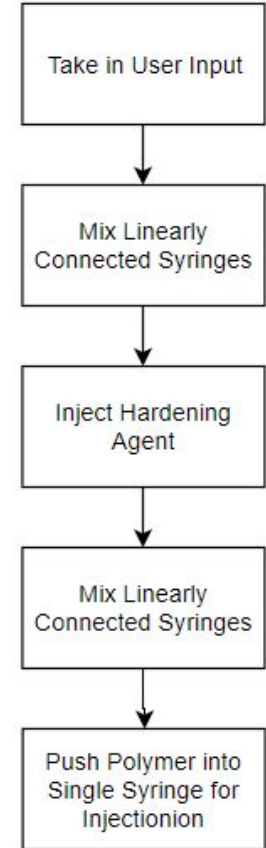 Take in User Input
Mix Linearly
Connected Syringes
Inject Hardening
Agent
Mix Linearly
Connected Syringes
Push Polymer into
Single Syringe for
Injectionion